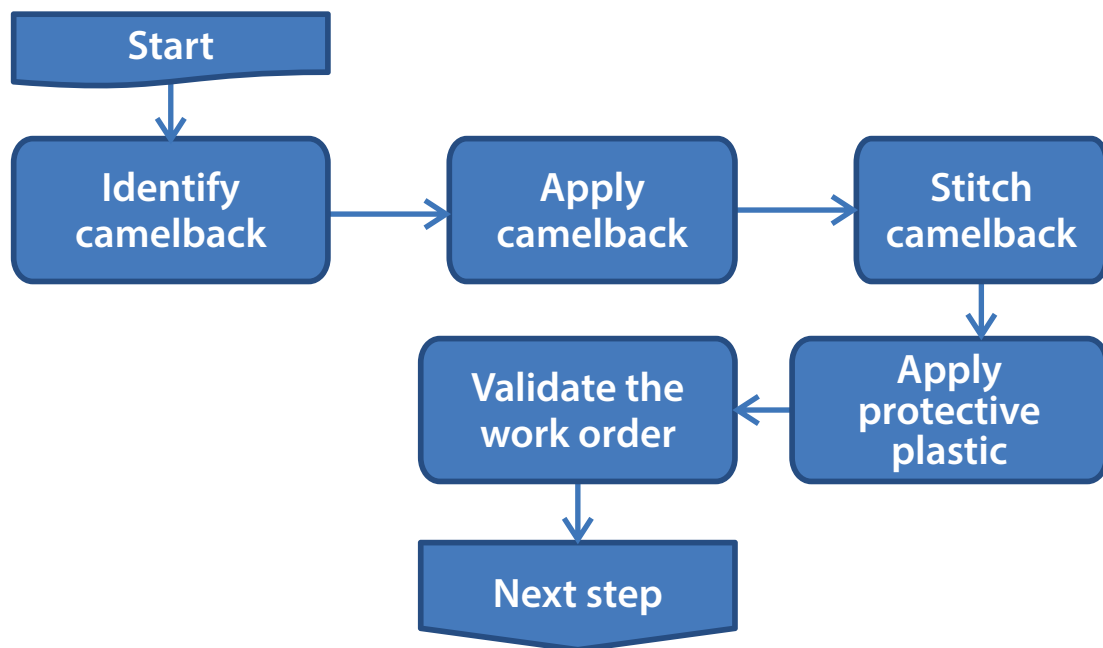 Start
Identify
camelback
Apply
camelback
Stitch
camelback
Apply
protective
plastic
Validate the
work order
Next step